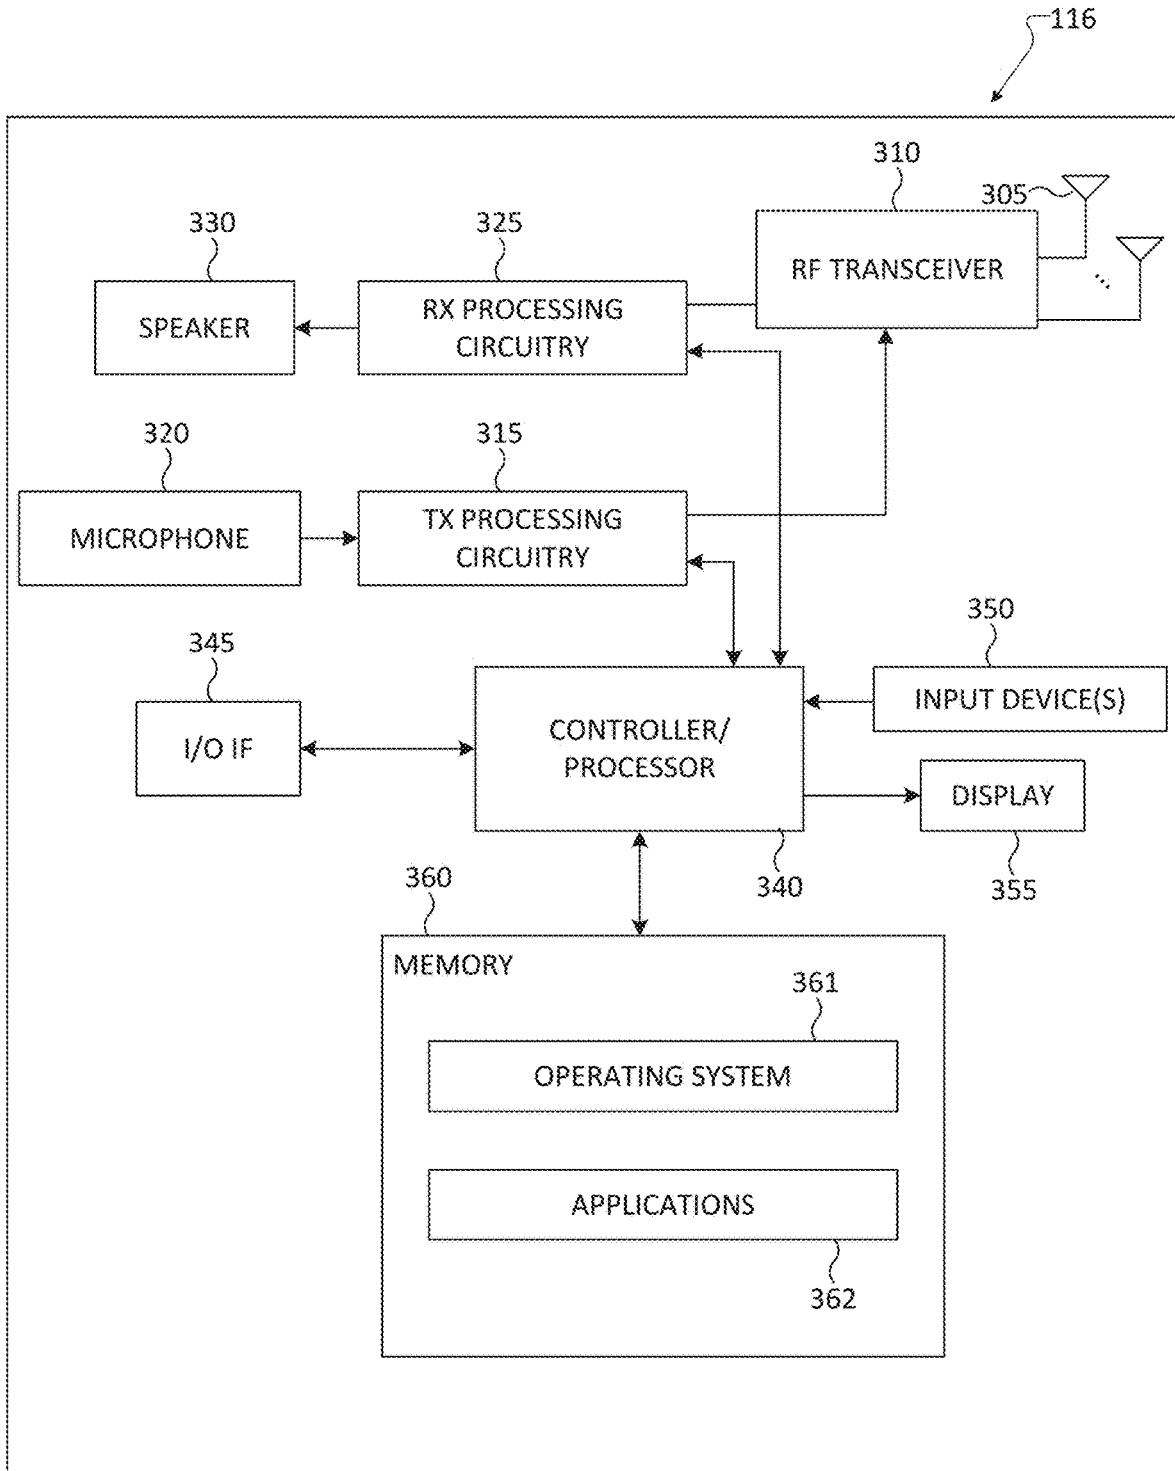 116
310
305
330
325
RF TRANSCEIVER
SPEAKER
RX PROCESSING
CIRCUITRY
320
315
MICROPHONE
TX PROCESSING
CIRCUITRY
345
350
I/O IF
CONTROLLER/
PROCESSOR
INPUT DEVICE(S)
DISPLAY
360
340
355
MEMORY
361
OPERATING SYSTEM
APPLICATIONS
362